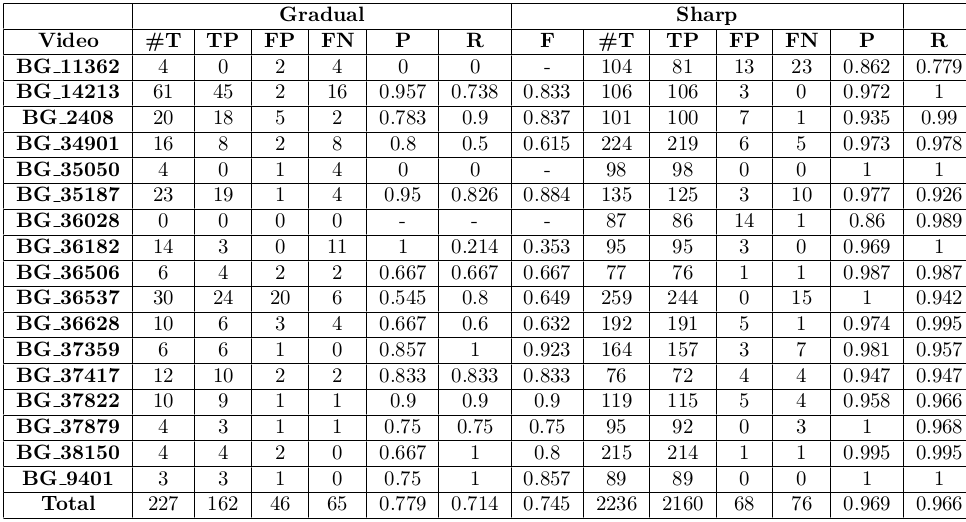 Gradual Sharp
Video #T TP FP FN P R F #T TP FP FN P R
BG_11362 4 0 2 4 0 0 - 104 81 13 23 0.862 0.779
BG_14213 61 45 2 16 0.957 0.738 0.833 106 106 3 0 0.972 1
BG_2408 20 18 5 2 0.783 0.9 0.837 101 100 7 1 0.935 0.99
BG_34901 16 8 2 8 0.8 0.5 0.615 224 219 6 5 0.973 0.978
BG_35050 4 0 1 4 0 0 - 98 98 0 0 1 1
BG_35187 23 19 1 4 0.95 0.826 0.884 135 125 3 10 0.977 0.926
BG_36028 0 0 0 0 - - - 87 86 14 1 0.86 0.989
BG_36182 14 3 0 11 1 0.214 0.353 95 95 3 0 0.969 1
BG_36506 6 4 2 2 0.667 0.667 0.667 77 76 1 1 0.987 0.987
BG_36537 30 24 20 6 0.545 0.8 0.649 259 244 0 15 1 0.942
BG_36628 10 6 3 4 0.667 0.6 0.632 192 191 5 1 0.974 0.995
BG_37359 6 6 1 0 0.857 1 0.923 164 157 3 7 0.981 0.957
BG_37417 12 10 2 2 0.833 0.833 0.833 76 72 4 4 0.947 0.947
BG_37822 10 9 1 1 0.9 0.9 0.9 119 115 5 4 0.958 0.966
BG_37879 4 3 1 1 0.75 0.75 0.75 95 92 0 3 1 0.968
BG_38150 4 4 2 0 0.667 1 0.8 215 214 1 1 0.995 0.995
BG_9401 3 3 1 0 0.75 1 0.857 89 89 0 0 1 1
Total 227 162 46 65 0.779 0.714 0.745 2236 2160 68 76 0.969 0.966